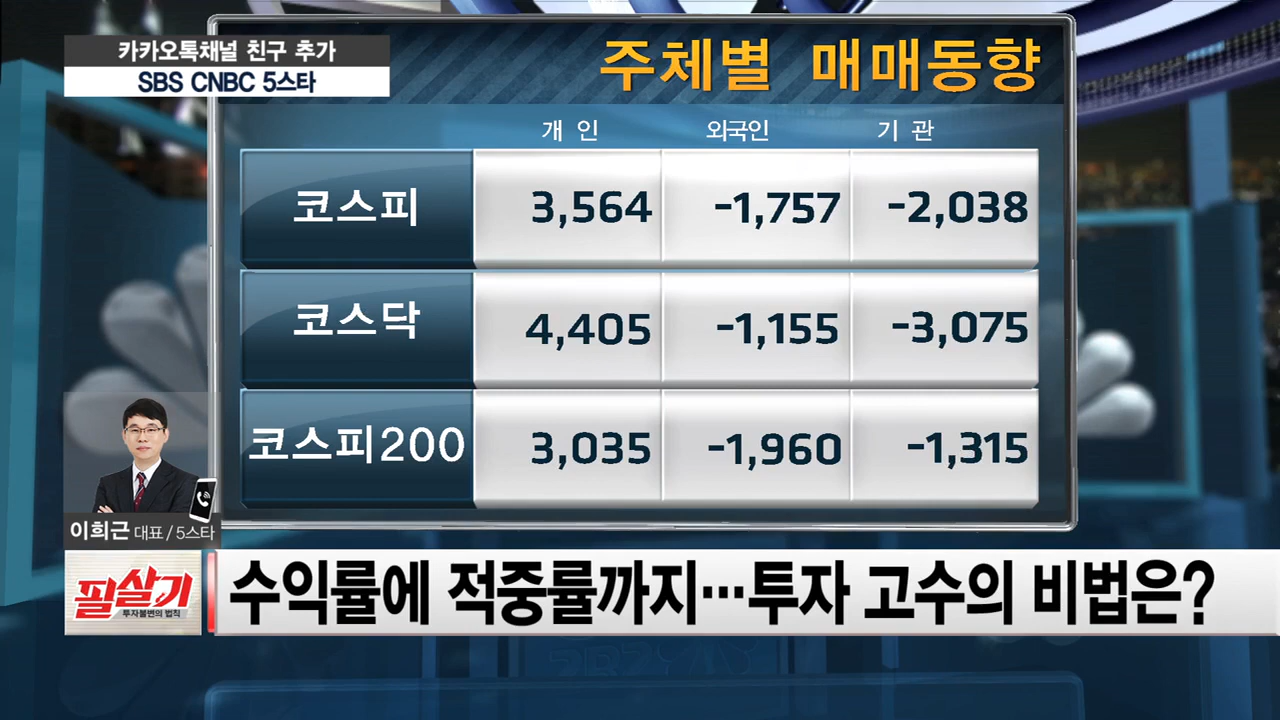 카카오톡채널 친구 추가
SBS CNBC 5스타
주체별 매매동향
개 인 외국인 기 관
코스피 3,564 -1,757 -2,038
코스닥 4,405 -1,155 -3,075
코스피200 3,035 -1,960 -1,315
이희근 대표 / 5스타
필살기
투자불변의 법칙
수익률에 적중률까지…투자 고수의 비법은?